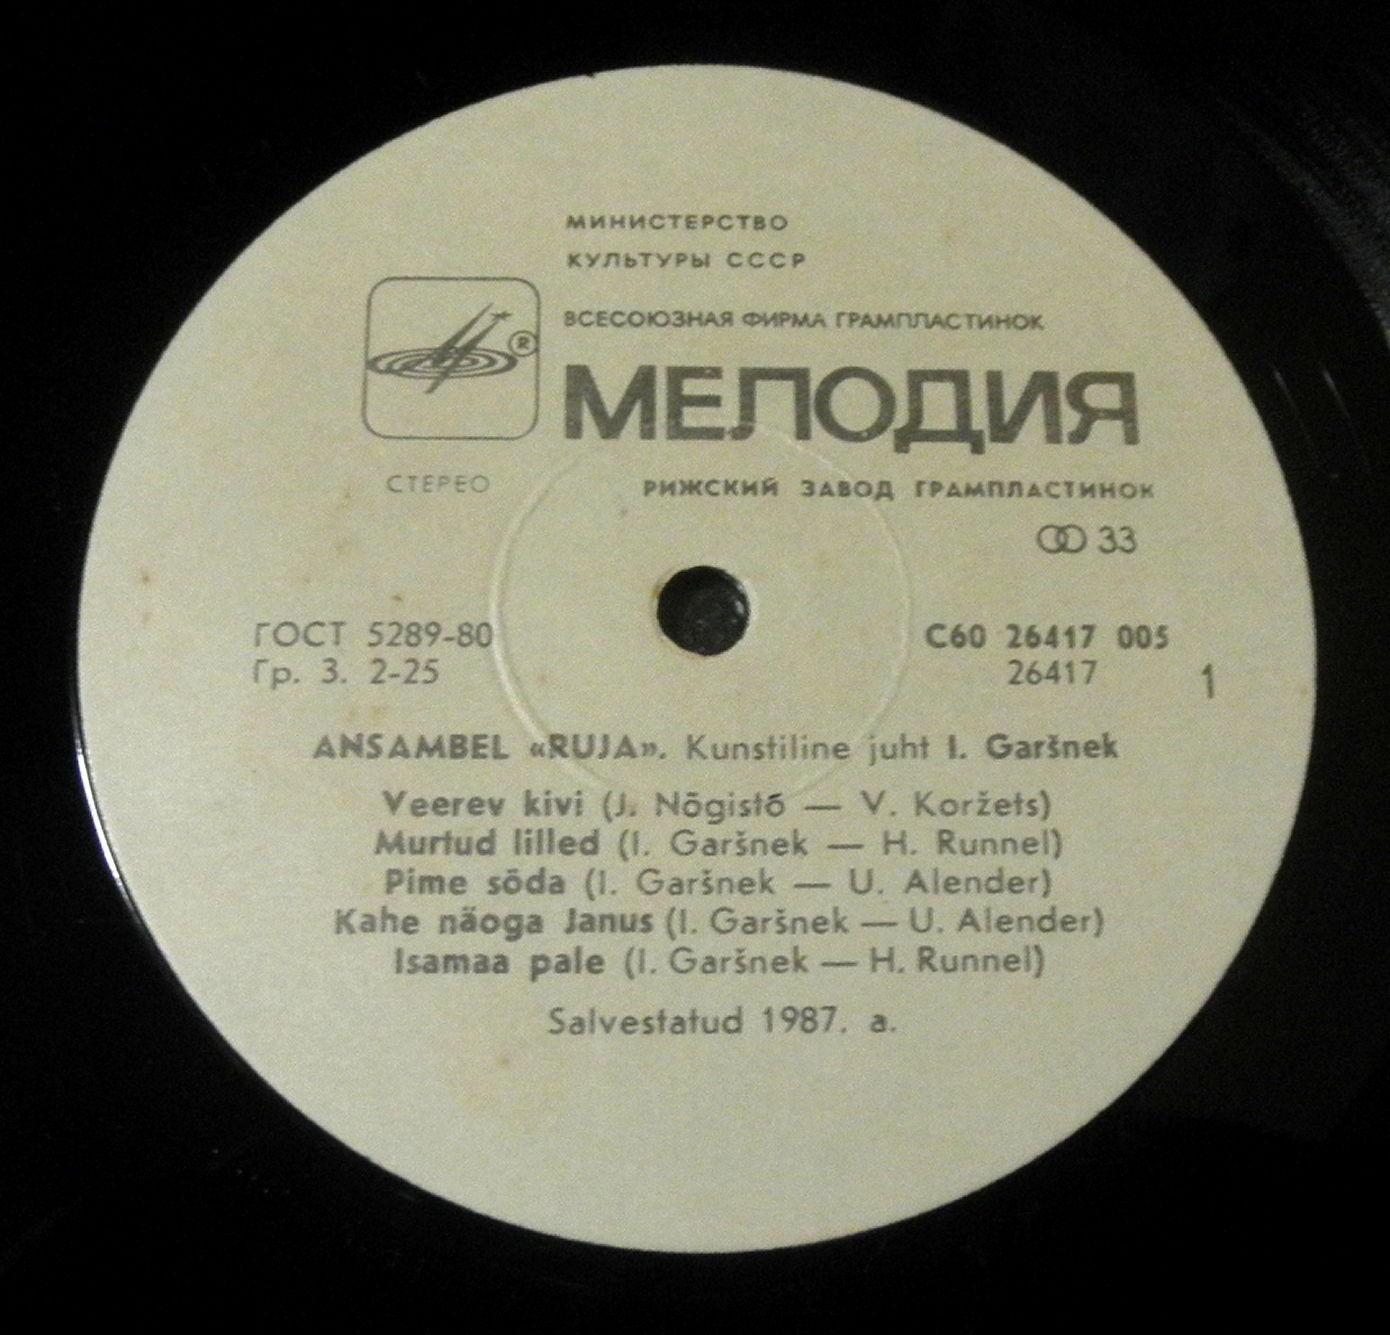 МИНИСТЕРСТВО
КУЛЬТУРЫ СССР
ВСЕСОЮЗНАЯ ФИРМА ГРАМПЛАСТИНОК
®
МЕЛОДИЯ
СТЕРЕО
РИЖСКИЙ ЗАВОД ГРАМПЛАСТИНОК
33
ГОСТ 5289-80
Гр. 3. 2-25
С60 26417 005
26417
1
ANSAMBEL «RUJA». Kunstiline juht I. Garšnek
Veerev kivi (J. Nõgistõ — V. Koržets)
Murtud lilled (I. Garšnek — H. Runnel)
Pime sõda (I. Garšnek — U. Alender)
Kahe näoga Janus (I. Garšnek — U. Alender)
Isamaa pale (I. Garšnek — H. Runnel)
Salvestatud 1987. a.